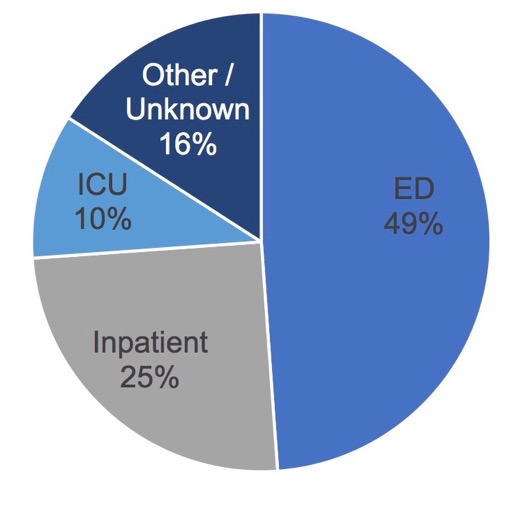 Other /
Unknown
16%
ICU
10%
ED
49%
Inpatient
25%